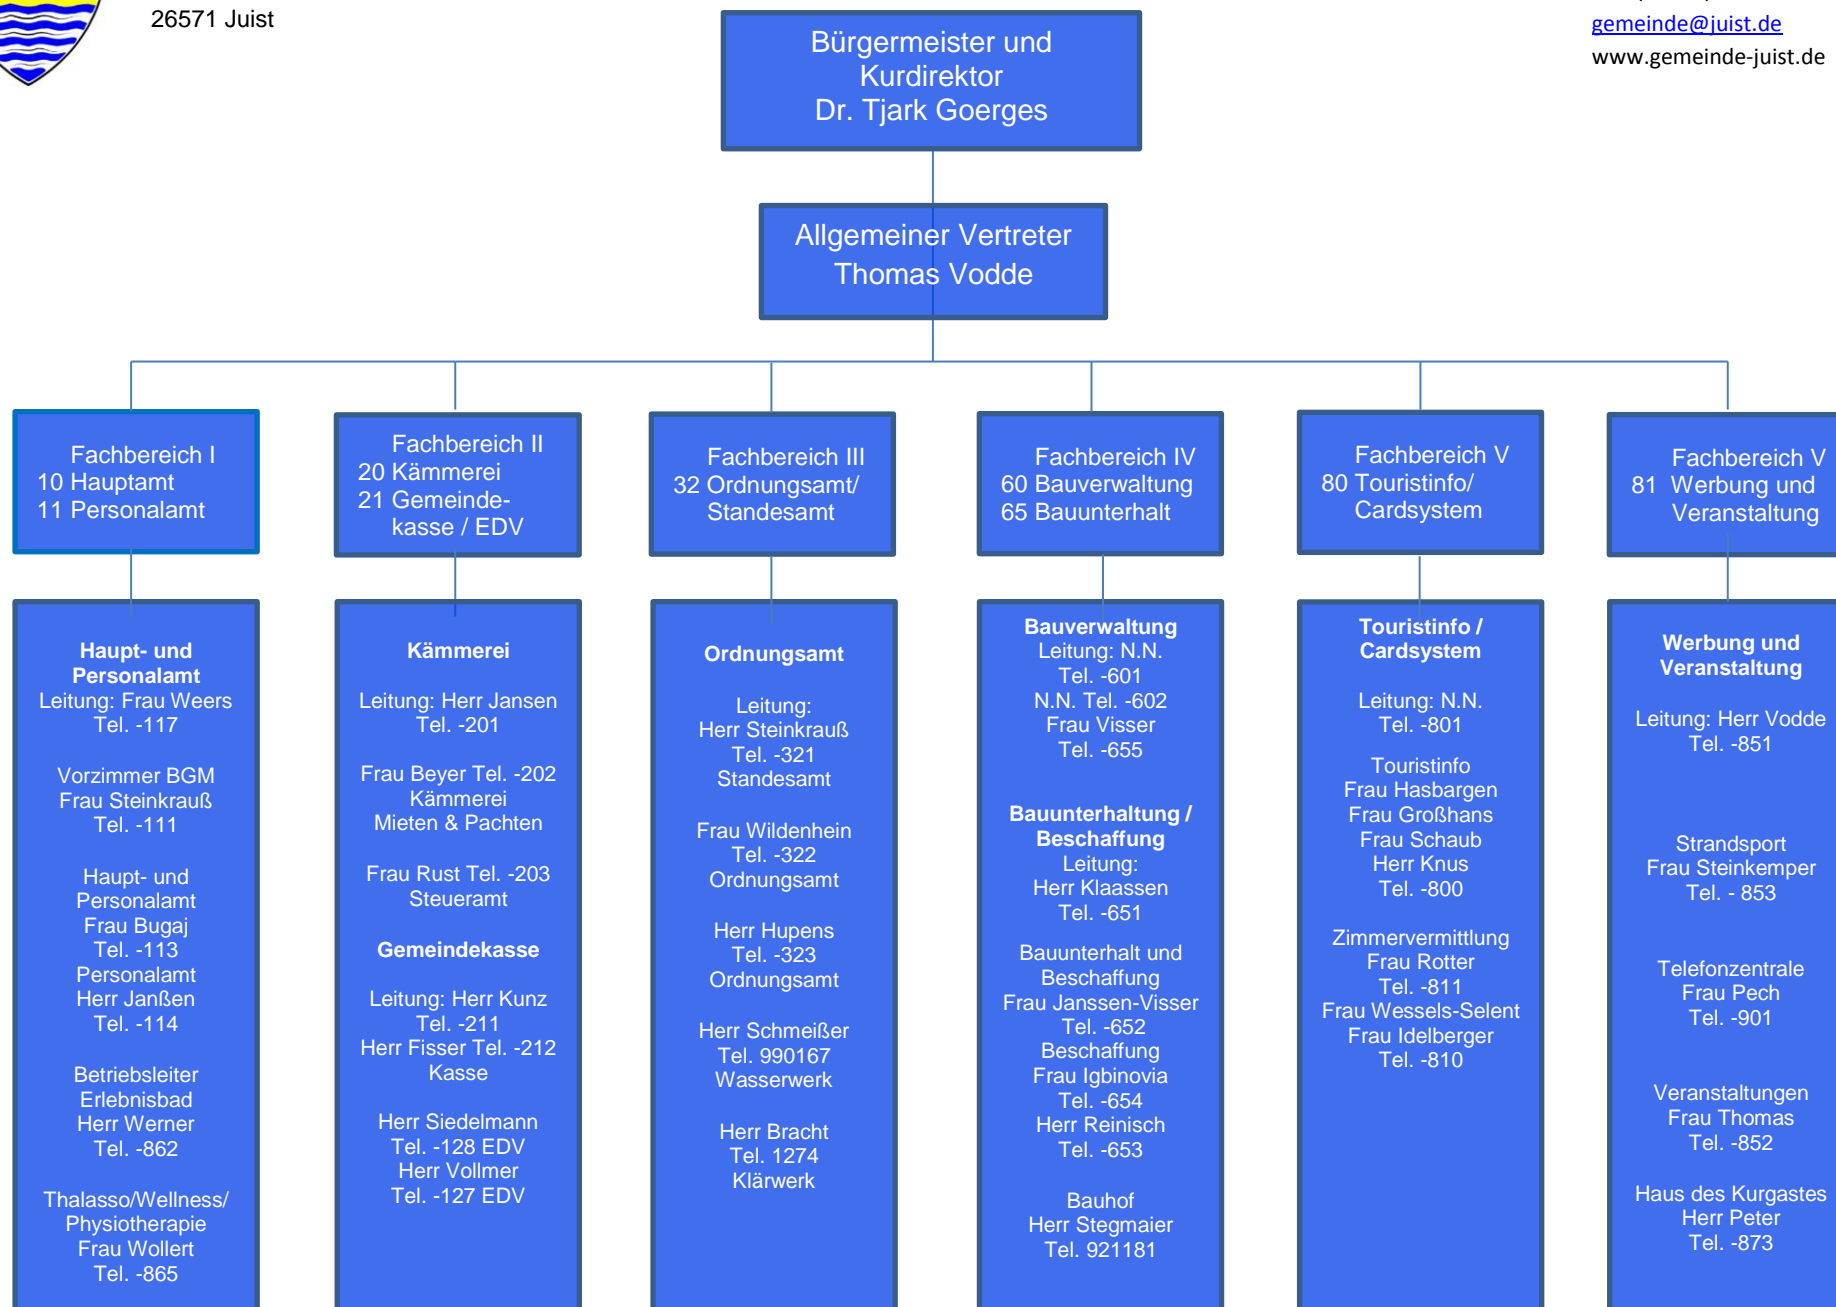 26571 Juist
gemeinde@juist.de
www.gemeinde-juist.de
Bürgermeister und
Kurdirektor
Dr. Tjark Goerges
Allgemeiner Vertreter
Thomas Vodde
Fachbereich I
10 Hauptamt
11 Personalamt
Fachbereich II
20 Kämmerei
21 Gemeinde-
kasse / EDV
Fachbereich III
32 Ordnungsamt/
Standesamt
Fachbereich IV
60 Bauverwaltung
65 Bauunterhalt
Fachbereich V
80 Touristinfo/
Cardsystem
Fachbereich V
81 Werbung und
Veranstaltung
Haupt- und
Personalamt
Leitung: Frau Weers
Tel. -117
Vorzimmer BGM
Frau Steinkrauß
Tel. -111
Haupt- und
Personalamt
Frau Bugaj
Tel. -113
Personalamt
Herr Janßen
Tel. -114
Betriebsleiter
Erlebnisbad
Herr Werner
Tel. -862
Thalasso/Wellness/
Physiotherapie
Frau Wollert
Tel. -865
Kämmerei
Leitung: Herr Jansen
Tel. -201
Frau Beyer Tel. -202
Kämmerei
Mieten & Pachten
Frau Rust Tel. -203
Steueramt
Gemeindekasse
Leitung: Herr Kunz
Tel. -211
Herr Fisser Tel. -212
Kasse
Herr Siedelmann
Tel. -128 EDV
Herr Vollmer
Tel. -127 EDV
Ordnungsamt
Leitung:
Herr Steinkrauß
Tel. -321
Standesamt
Frau Wildenhein
Tel. -322
Ordnungsamt
Herr Hupens
Tel. -323
Ordnungsamt
Herr Schmeißer
Tel. 990167
Wasserwerk
Herr Bracht
Tel. 1274
Klärwerk
Bauverwaltung
Leitung: N.N.
Tel. -601
N.N. Tel. -602
Frau Visser
Tel. -655
Bauunterhaltung /
Beschaffung
Leitung:
Herr Klaassen
Tel. -651
Bauunterhalt und
Beschaffung
Frau Janssen-Visser
Tel. -652
Beschaffung
Frau Igbinovia
Tel. -654
Herr Reinisch
Tel. -653
Bauhof
Herr Stegmaier
Tel. 921181
Touristinfo /
Cardsystem
Leitung: N.N.
Tel. -801
Touristinfo
Frau Hasbargen
Frau Großhans
Frau Schaub
Herr Knus
Tel. -800
Zimmervermittlung
Frau Rotter
Tel. -811
Frau Wessels-Selent
Frau Idelberger
Tel. -810
Werbung und
Veranstaltung
Leitung: Herr Vodde
Tel. -851
Strandsport
Frau Steinkemper
Tel. - 853
Telefonzentrale
Frau Pech
Tel. -901
Veranstaltungen
Frau Thomas
Tel. -852
Haus des Kurgastes
Herr Peter
Tel. -873